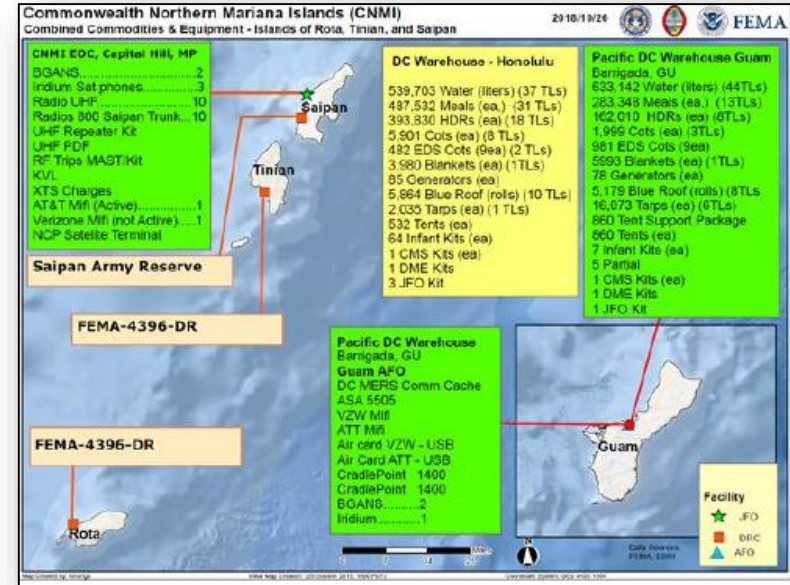 Commonwealth Northern Mariana Islands (CNMI)
Combined Commodities & Equipment - Islands of Rota, Tinian, and Saipan
2018/10/26
FEMA
CNMI EOC, Capital Hill, MP
BGANS 2
Iridium Sat phones 3
Radio UHF 10
Radios 800 Saipan Trunk 10
UHF Repeater Kit
UHF PDF
RF Trips MAST/Kit
KVL
XTS Charges
AT&T Mifi (Active) 1
Verizone Mifi (not Active) 1
NCP Satelite Terminal
Saipan
Tinian
Saipan Army Reserve
FEMA-4396-DR
DC Warehouse - Honolulu
539,703 Water (liters) (37 TLs)
487,532 Meals (ea,) (31 TLs)
393,830 HDRs (ea) (18 TLs)
5,901 Cots (ea) (8 TLs)
482 EDS Cots (9ea) (2 TLs)
3,980 Blankets (ea) (1TLs)
85 Generators (ea)
5,864 Blue Roof (rolls) (10 TLs)
2,035 Tarps (ea) (1 TLs)
532 Tents (ea)
64 Infant Kits (ea)
1 CMS Kits (ea)
1 DME Kits
3 JFO Kit
Pacific DC Warehouse Guam
Barrigada, GU
633,142 Water (liters) (44TLs)
283,348 Meals (ea,) (13TLs)
162,010 HDRs (ea) (8TLs)
1,999 Cots (ea) (3TLs)
981 EDS Cots (9ea)
5993 Blankets (ea) (1TLs)
78 Generators (ea)
5,179 Blue Roof (rolls) (8TLs
16,073 Tarps (ea) (6TLs)
860 Tent Support Package
860 Tents (ea)
7 Infant Kits (ea)
5 Partial
1 CMS Kits (ea)
1 DME Kits
1 JFO Kit
Pacific DC Warehouse
Barrigada, GU
Guam AFO
DC MERS Comm Cache
ASA 5505
VZW Mifi
ATT Mifi
Air card VZW - USB
Air Card ATT - USB
CradlePoint 1400
CradlePoint 1400
BGANS 2
Iridium 1
FEMA-4396-DR
Rota
Guam
Facility
JFO
DRC
AFO
N
0 7 14 28
Miles
Data Sources
FEMA, ESRI